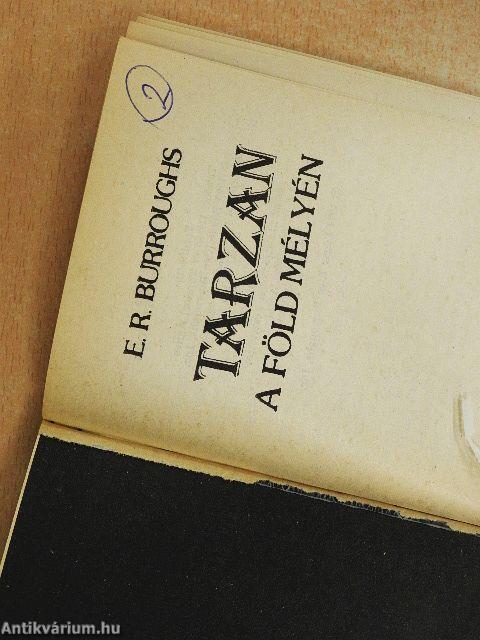 2
E. R. BURROUGHS
TARZAN
A FÖLD MÉLYÉN
Antikvárium.hu